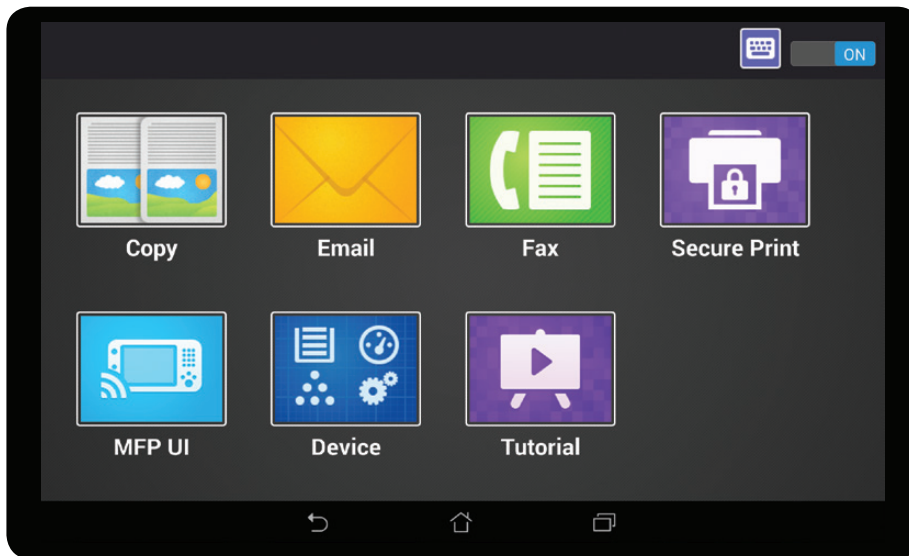 ON
Copy
Email
Fax
Secure Print
MFP UI
Device
Tutorial